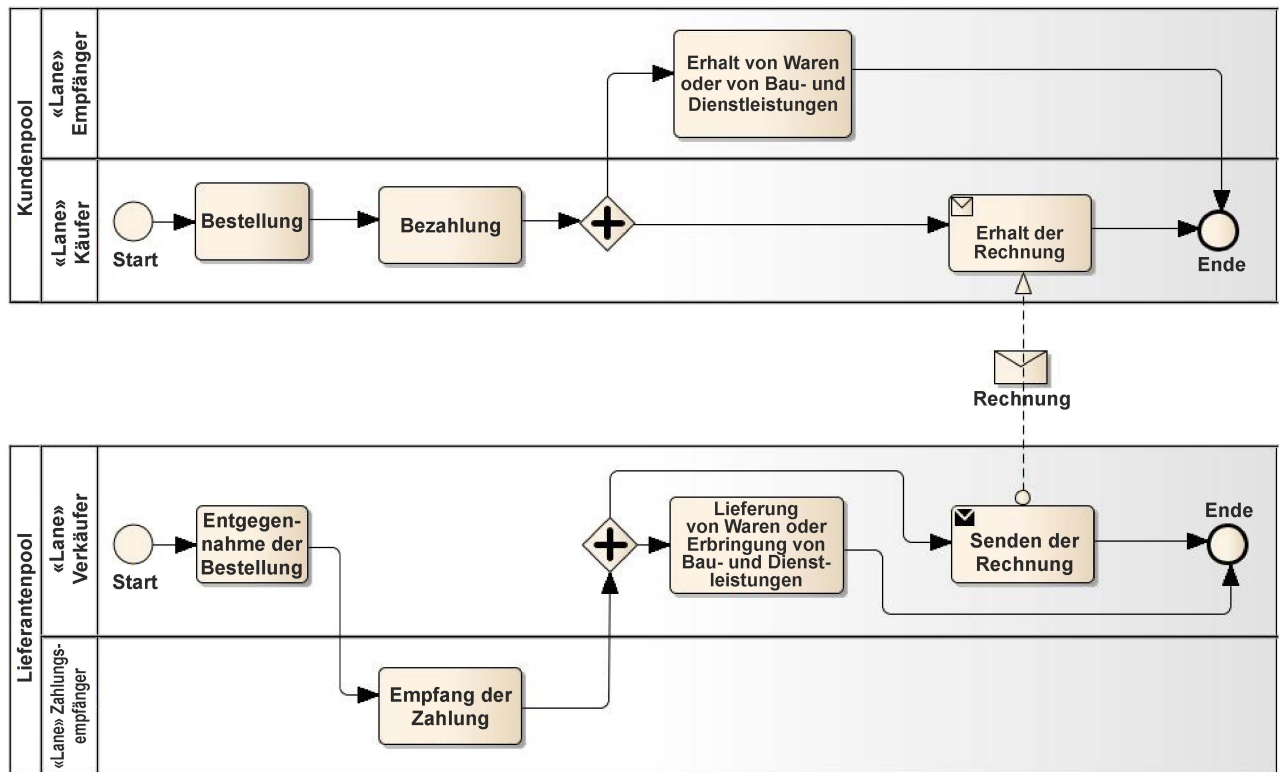 Kundenpool
«Lane»
Empfänger
Erhalt von Waren
oder von Bau- und
Dienstleistungen
«Lane»
Käufer
Start
Bestellung
Bezahlung
Erhalt der
Rechnung
Ende
Rechnung
Lieferantenpool
«Lane»
Verkäufer
Start
Entgegen-
nahme der
Bestellung
Lieferung
von Waren oder
Erbringung von
Bau- und Dienst-
leistungen
Senden der
Rechnung
Ende
«Lane» Zahlungs-
empfänger
Empfang der
Zahlung